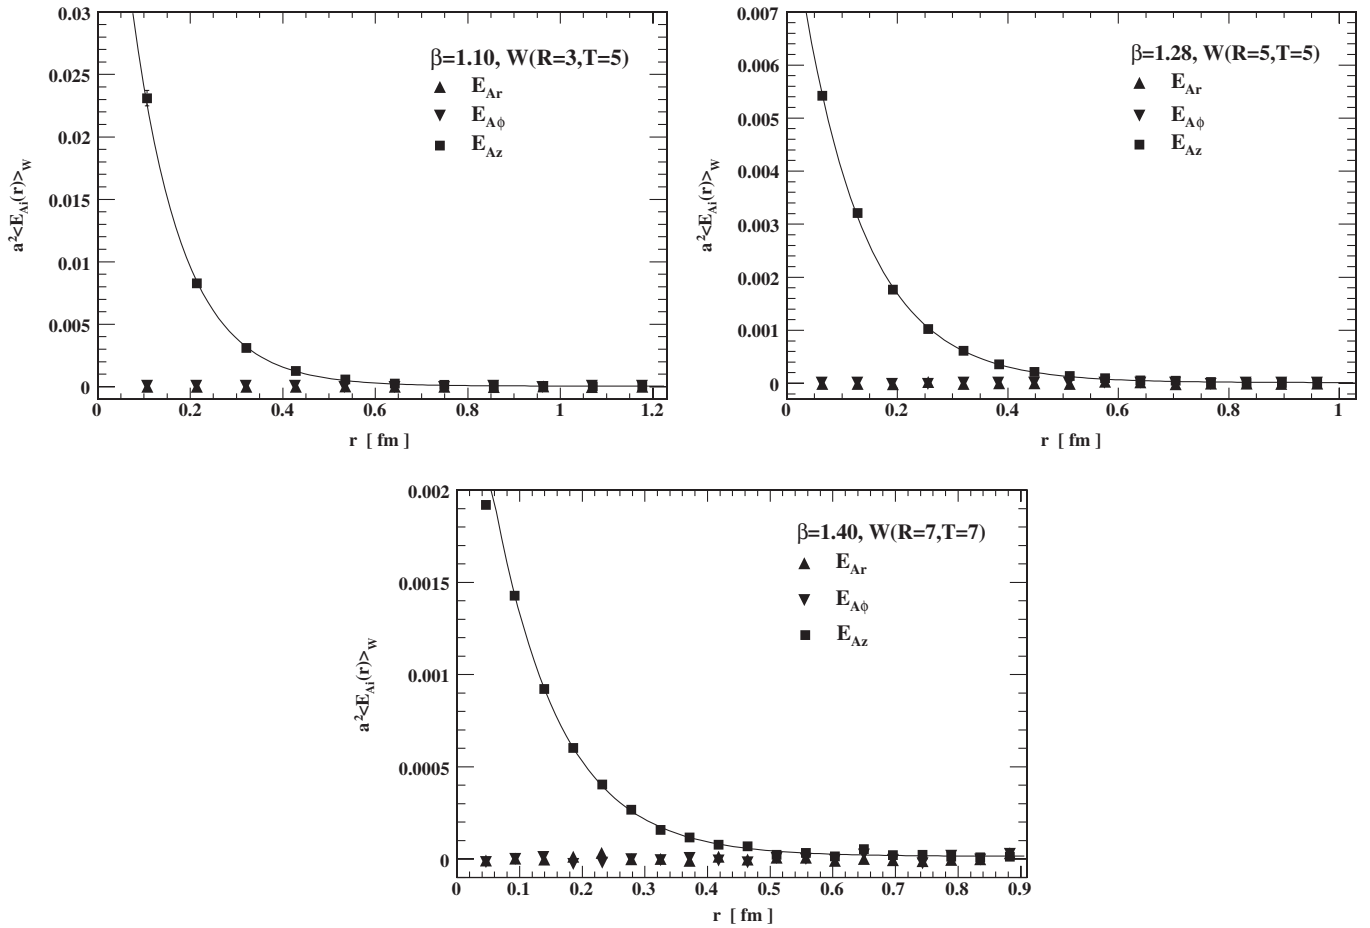 0.03
0.025
0.02
0.015
0.01
0.005
0
a²<E_Ai(r)>_W
β=1.10, W(R=3,T=5)
E_Ar
E_Aϕ
E_Az
0 0.2 0.4 0.6 0.8 1 1.2
r [ fm ]
0.007
0.006
0.005
0.004
0.003
0.002
0.001
0
a²<E_Ai(r)>_W
β=1.28, W(R=5,T=5)
E_Ar
E_Aϕ
E_Az
0 0.2 0.4 0.6 0.8 1
r [ fm ]
0.002
0.0015
0.001
0.0005
0
a²<E_Ai(r)>_W
β=1.40, W(R=7,T=7)
E_Ar
E_Aϕ
E_Az
0 0.1 0.2 0.3 0.4 0.5 0.6 0.7 0.8 0.9
r [ fm ]